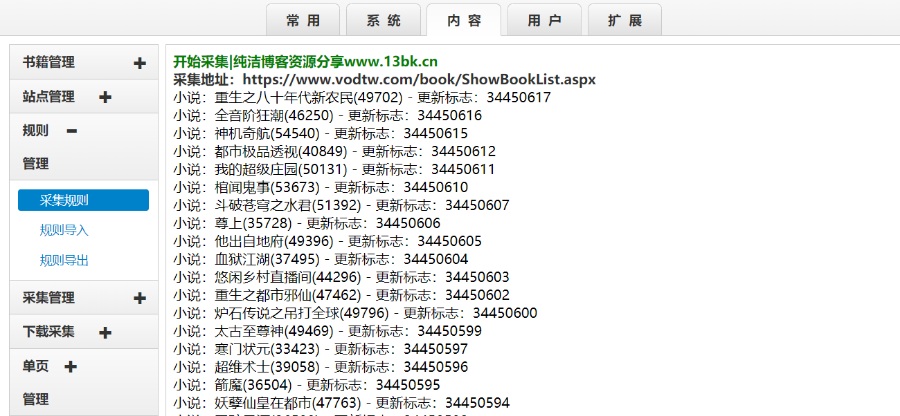 常 用
系 统
内 容
用 户
扩 展
书籍管理
站点管理
规则
管理
采集规则
规则导入
规则导出
采集管理
下载采集
单页
管理
开始采集|纯洁博客资源分享www.13bk.cn
采集地址：https://www.vodtw.com/book/ShowBookList.aspx
小说：重生之八十年代新农民(49702) - 更新标志：34450617
小说：全音阶狂潮(46250) - 更新标志：34450616
小说：神机奇航(54540) - 更新标志：34450615
小说：都市极品透视(40849) - 更新标志：34450612
小说：我的超级庄园(50131) - 更新标志：34450611
小说：棺闻鬼事(53673) - 更新标志：34450610
小说：斗破苍穹之水君(51392) - 更新标志：34450607
小说：尊上(35728) - 更新标志：34450606
小说：他出自地府(49396) - 更新标志：34450605
小说：血狱江湖(37495) - 更新标志：34450604
小说：悠闲乡村直播间(44296) - 更新标志：34450603
小说：重生之都市邪仙(47462) - 更新标志：34450602
小说：炉石传说之吊打全球(49796) - 更新标志：34450600
小说：太古至尊神(49469) - 更新标志：34450599
小说：寒门状元(33423) - 更新标志：34450597
小说：超维术士(39058) - 更新标志：34450596
小说：箭魔(36504) - 更新标志：34450595
小说：妖孽仙皇在都市(47763) - 更新标志：34450594